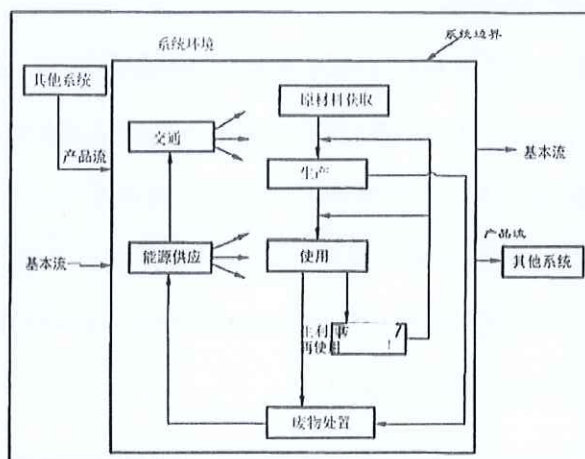 系统环境
系统边界
其他系统
原材料获取
交通
产品流
基本流
生产
产品流
基本流
能源供应
使用
其他系统
再使用
废物处置